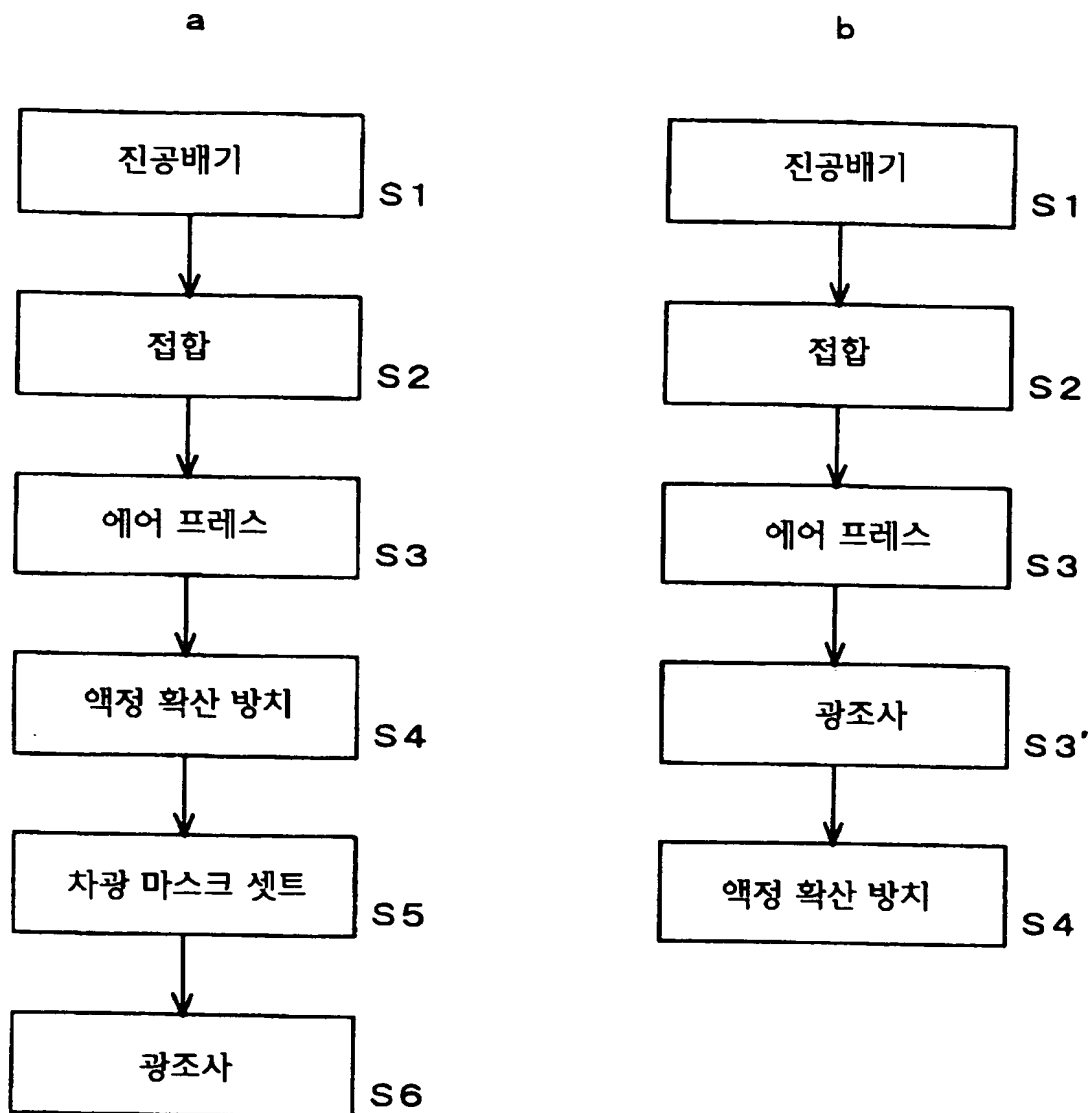 a
진공배기
S1
접합
S2
에어 프레스
S3
액정 확산 방치
S4
차광 마스크 셋트
S5
광조사
S6
b
진공배기
S1
접합
S2
에어 프레스
S3
광조사
S3'
액정 확산 방치
S4